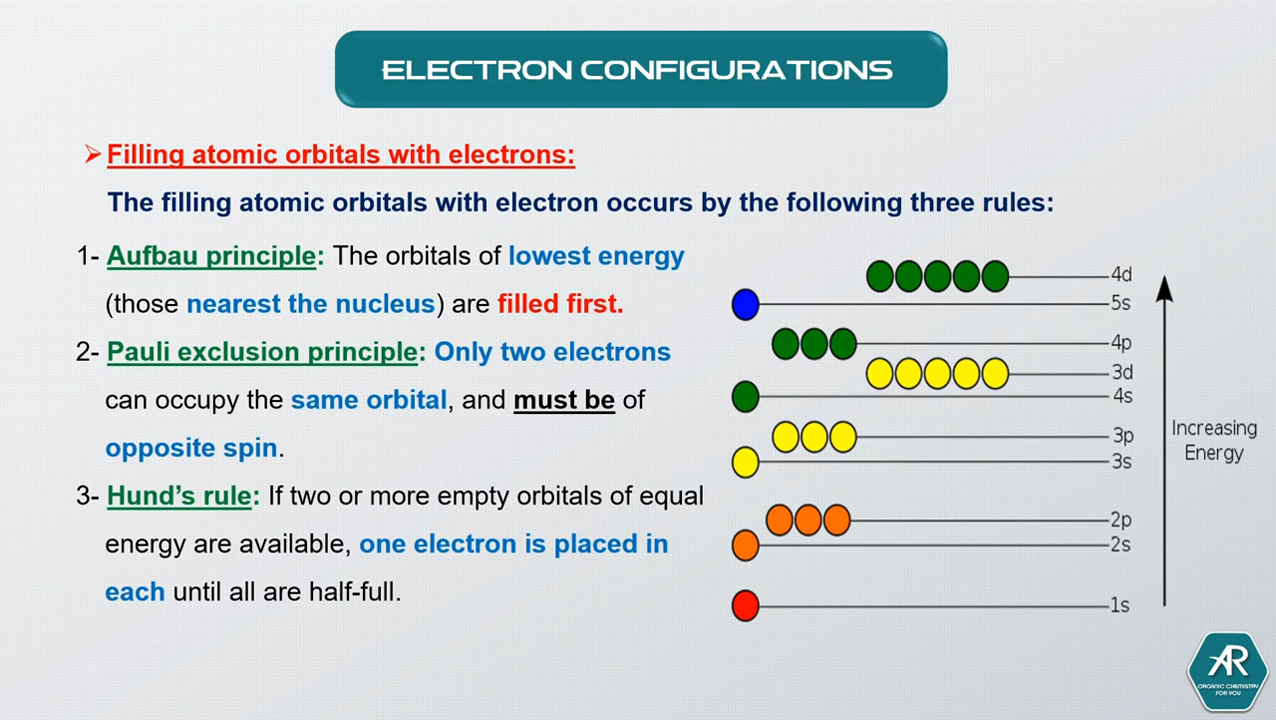 ELECTRON CONFIGURATIONS
➢ Filling atomic orbitals with electrons:
The filling atomic orbitals with electron occurs by the following three rules:
1- Aufbau principle: The orbitals of lowest energy
(those nearest the nucleus) are filled first.
2- Pauli exclusion principle: Only two electrons
can occupy the same orbital, and must be of
opposite spin.
3- Hund’s rule: If two or more empty orbitals of equal
energy are available, one electron is placed in
each until all are half-full.
4d
5s
4p
3d
4s
3p
3s
2p
2s
1s
Increasing
Energy
AR
ORGANIC CHEMISTRY
FOR YOU